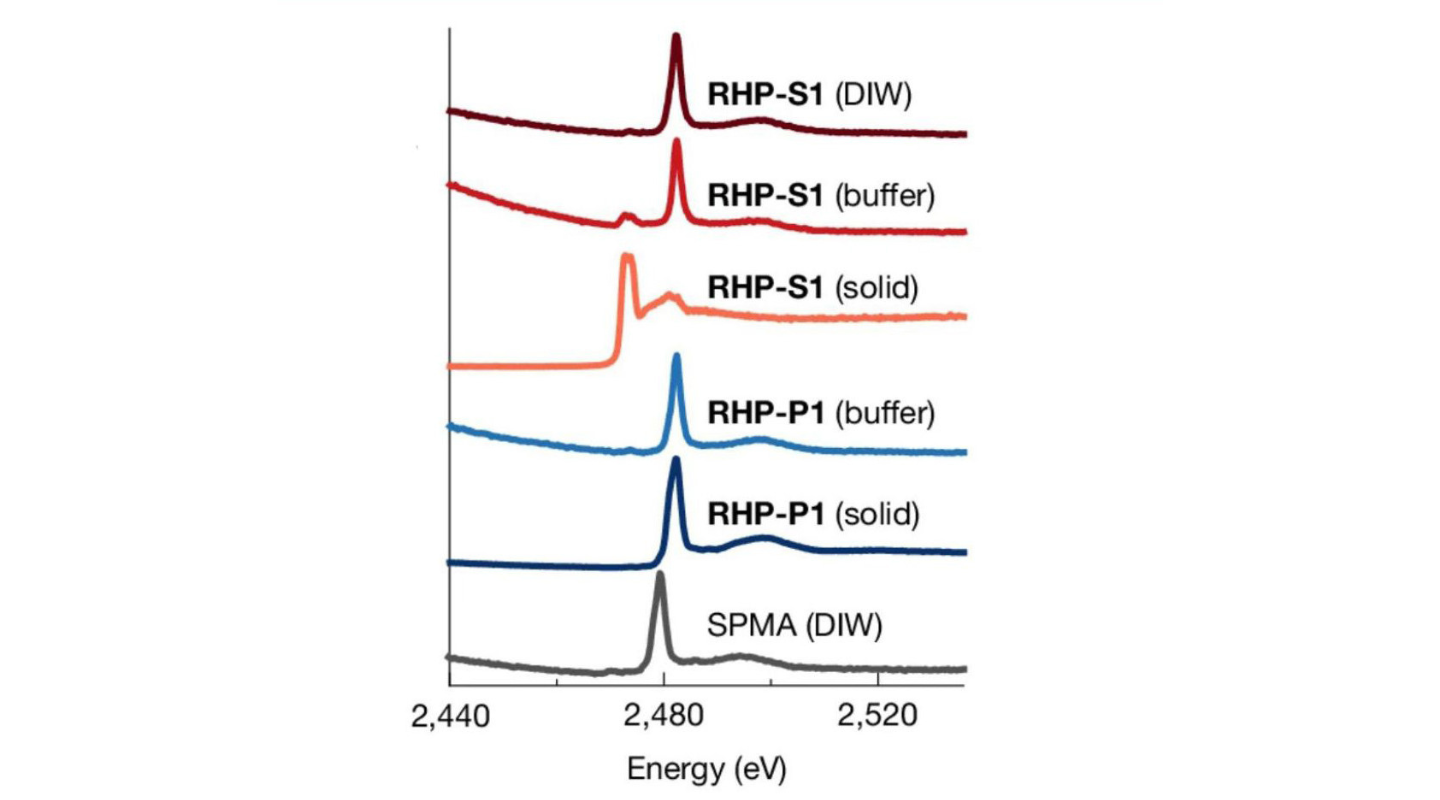 RHP-S1 (DIW)
RHP-S1 (buffer)
RHP-S1 (solid)
RHP-P1 (buffer)
RHP-P1 (solid)
SPMA (DIW)
2,440 2,480 2,520
Energy (eV)